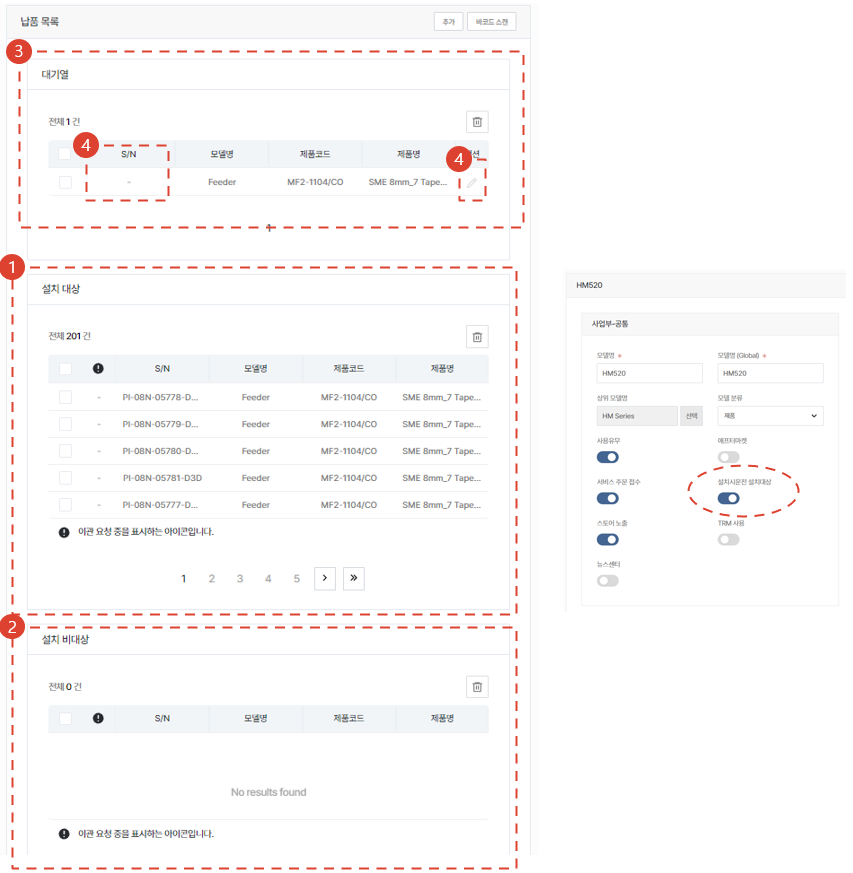 납품 목록
추가
바코드 스캔
3
대기열
전체 1 건
4
4
S/N 모델명 제품코드 제품명 션
- Feeder MF2-1104/CO SME 8mm_7 Tape...
1
1
설치 대상
전체 201 건
S/N 모델명 제품코드 제품명
- PI-08N-05778-D... Feeder MF2-1104/CO SME 8mm_7 Tape...
- PI-08N-05779-D... Feeder MF2-1104/CO SME 8mm_7 Tape...
- PI-08N-05780-D... Feeder MF2-1104/CO SME 8mm_7 Tape...
- PI-08N-05781-D3D Feeder MF2-1104/CO SME 8mm_7 Tape...
- PI-08N-05777-D... Feeder MF2-1104/CO SME 8mm_7 Tape...
이관 요청 중을 표시하는 아이콘입니다.
1 2 3 4 5 > »
2
설치 비대상
전체 0 건
S/N 모델명 제품코드 제품명
No results found
이관 요청 중을 표시하는 아이콘입니다.
HM520
사업부-공통
모델명 * 모델명 (Global) *
HM520 HM520
상위 모델명 모델 분류
HM Series 선택 제품
사용유무 애프터마켓
서비스 주문 접수 설치시운전 설치대상
스토어 노출 TRM 사용
뉴스센터